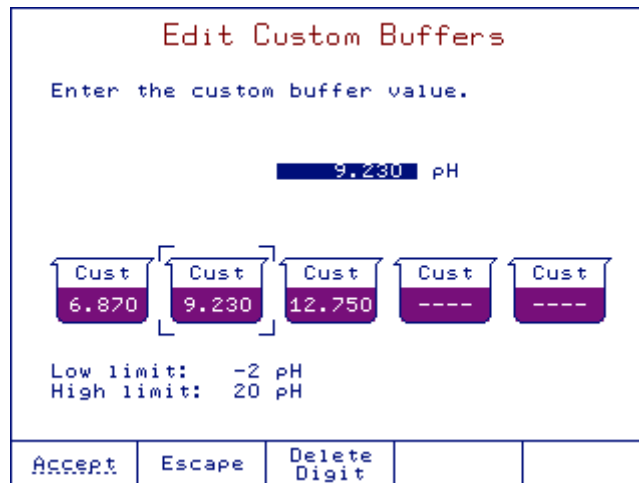 Edit Custom Buffers
Enter the custom buffer value.
9.230 pH
Cust Cust Cust Cust Cust
6.870 9.230 12.750 ---- ----
Low limit: -2 pH
High limit: 20 pH
Accept Escape Delete Digit